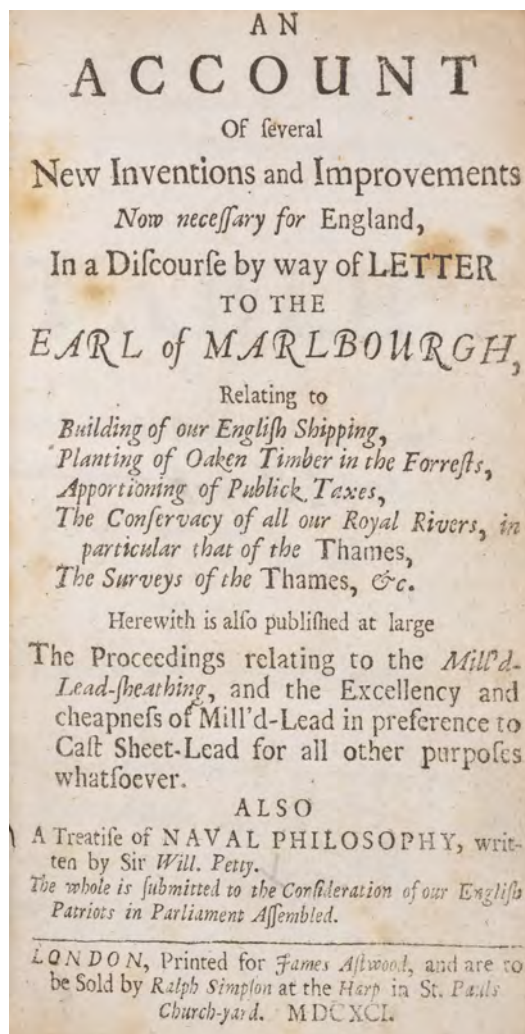 AN
ACCOUNT
Of ſeveral
New Inventions and Improvements
Now neceſſary for England,
In a Diſcourſe by way of LETTER
TO THE
EARL of MARLBOURGH,
Relating to
Building of our Engliſh Shipping,
Planting of Oaken Timber in the Forreſts,
Apportioning of Publick Taxes,
The Conſervacy of all our Royal Rivers, in
particular that of the Thames,
The Surveys of the Thames, &c.
Herewith is alſo publiſhed at large
The Proceedings relating to the Mill'd-
Lead-ſheathing, and the Excellency and
cheapneſs of Mill'd-Lead in preference to
Caſt Sheet-Lead for all other purpoſes
whatſoever.
ALSO
A Treatiſe of NAVAL PHILOSOPHY, writ-
ten by Sir Will. Petty.
The whole is ſubmitted to the Conſideration of our Engliſh
Patriots in Parliament Aſſembled.
LONDON, Printed for James Aſtwood, and are to
be Sold by Ralph Simpſon at the Harp in St. Pauls
Church-yard. MDCXCI.